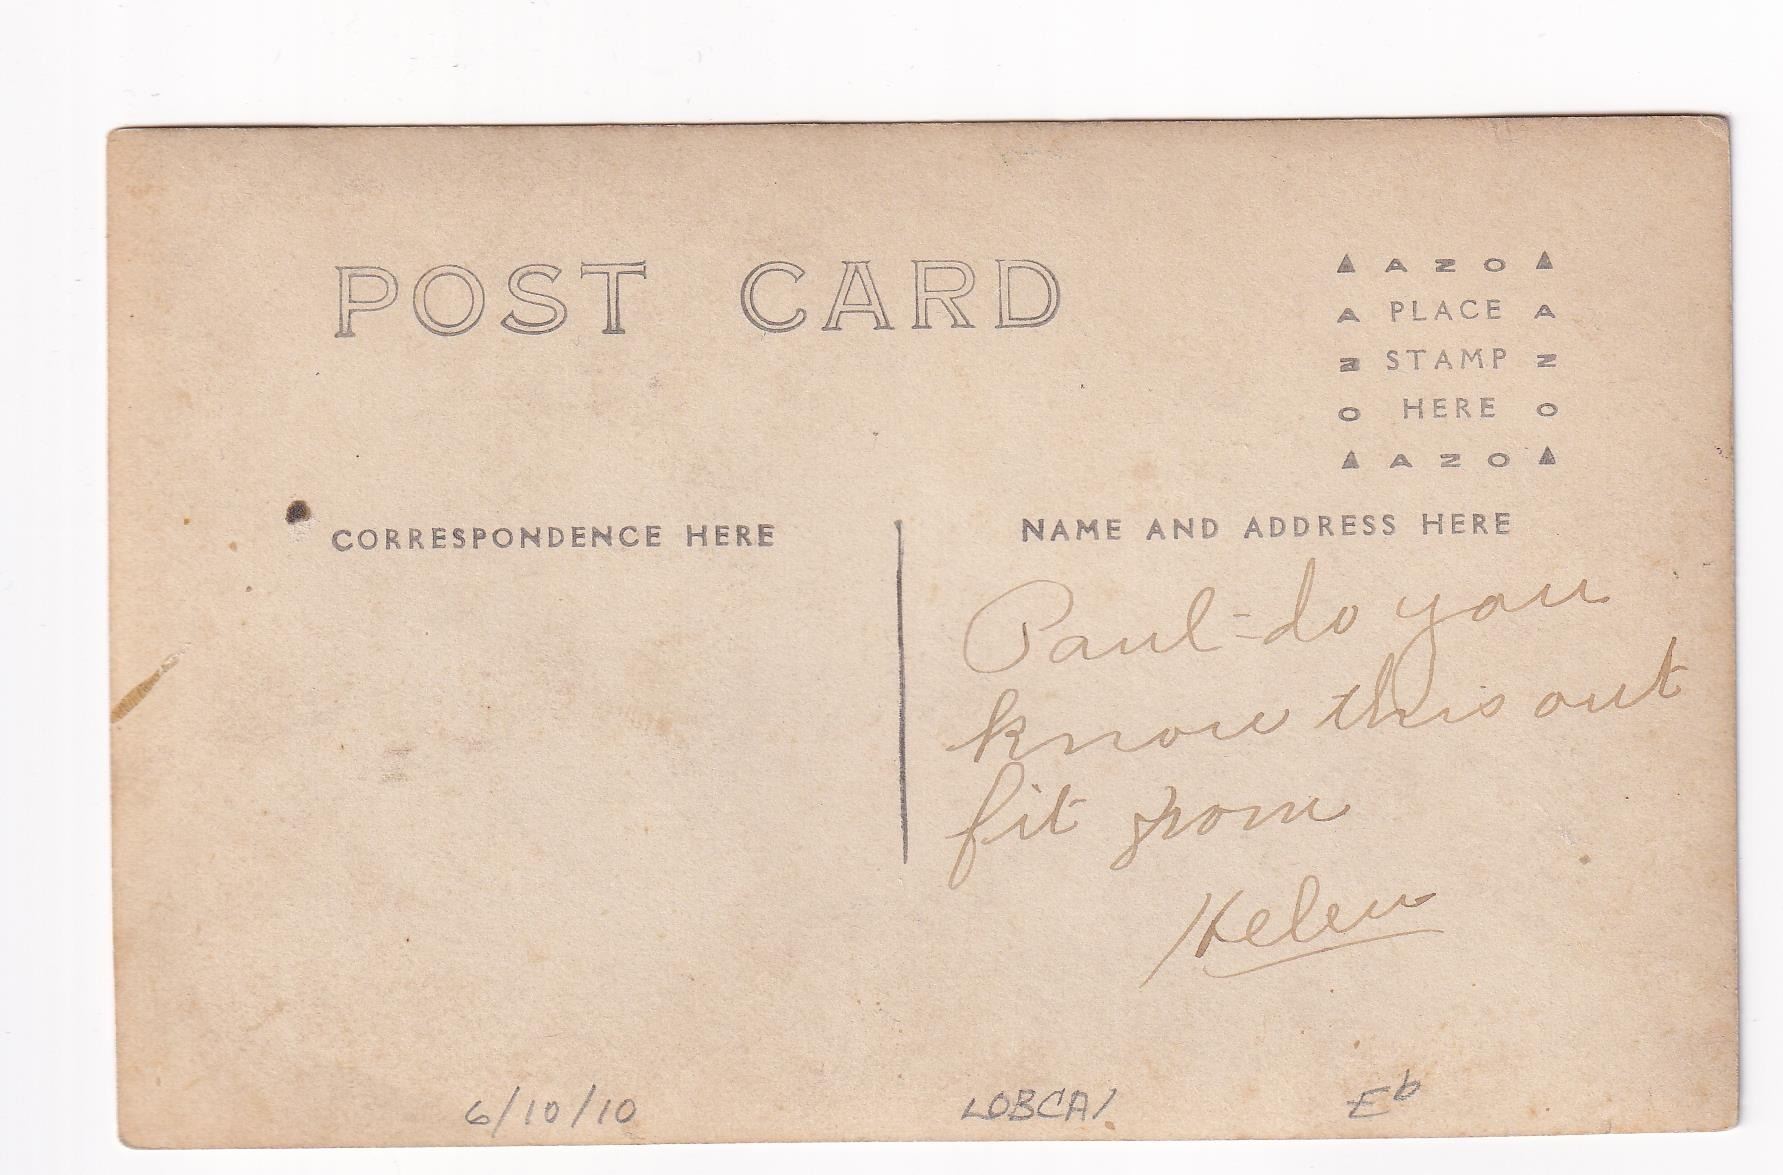 POST CARD
▲ AZO ▲
A PLACE A
N STAMP N
O HERE O
▲ AZO ▲
CORRESPONDENCE HERE
NAME AND ADDRESS HERE
Paul - do you
know this out
fit from
Helen
6/10/10
LOBCA1
Eb